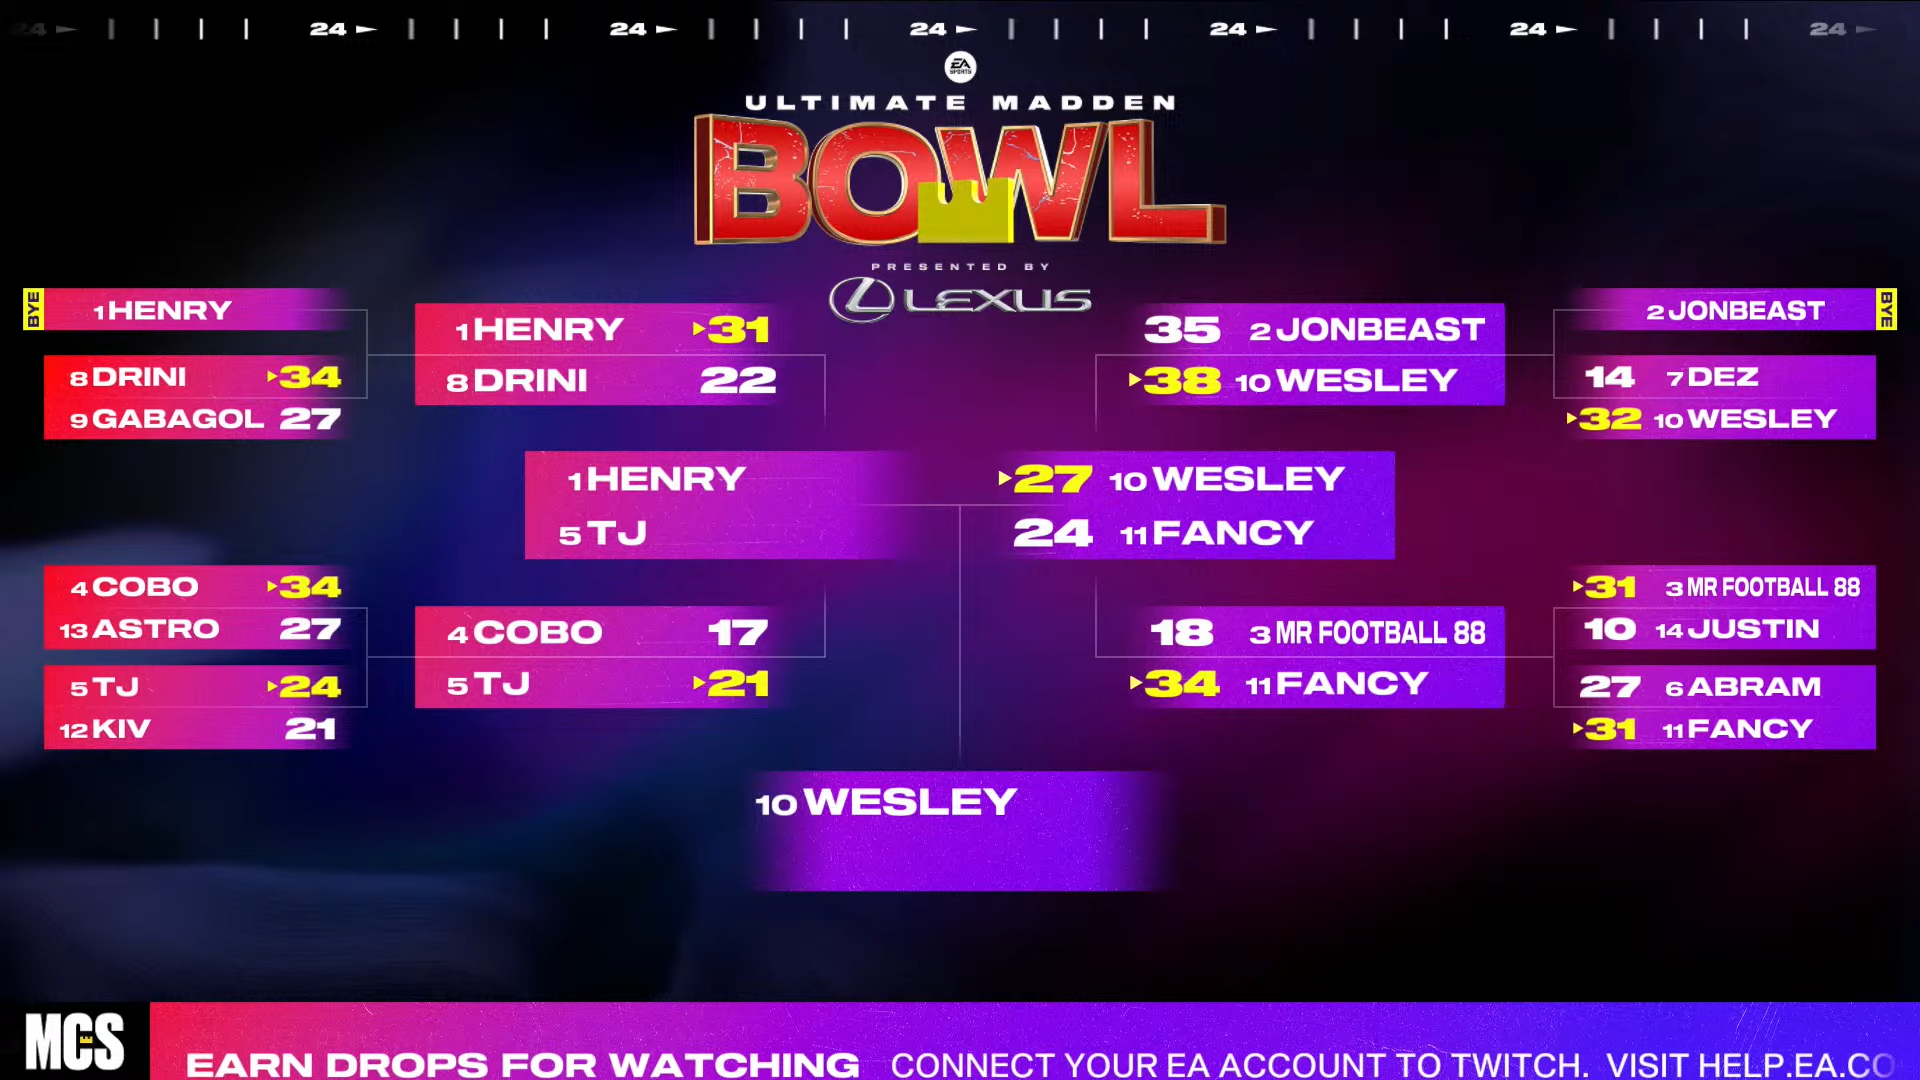 24 24 24 24 24 24 24
EA SPORTS
ULTIMATE MADDEN
BOWL
PRESENTED BY
LEXUS
BYE 1 HENRY
8 DRINI 34
9 GABAGOL 27
4 COBO 34
13 ASTRO 27
5 TJ 24
12 KIV 21
1 HENRY 31
8 DRINI 22
4 COBO 17
5 TJ 21
1 HENRY
5 TJ
27 10 WESLEY
24 11 FANCY
35 2 JONBEAST
38 10 WESLEY
18 3 MR FOOTBALL 88
34 11 FANCY
2 JONBEAST BYE
14 7 DEZ
32 10 WESLEY
31 3 MR FOOTBALL 88
10 14 JUSTIN
27 6 ABRAM
31 11 FANCY
10 WESLEY
MCS EARN DROPS FOR WATCHING CONNECT YOUR EA ACCOUNT TO TWITCH. VISIT HELP.EA.CO